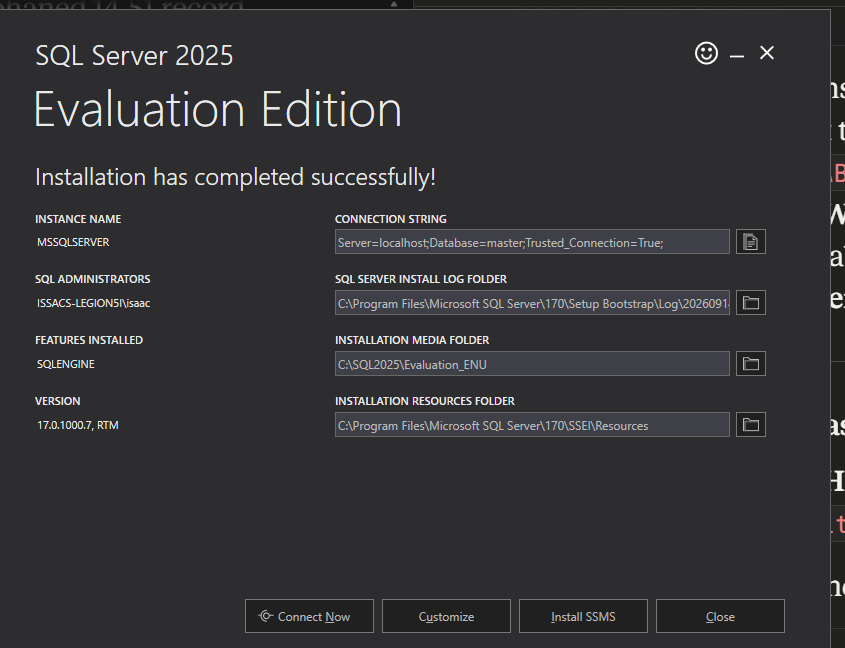 SQL Server 2025
Evaluation Edition
Installation has completed successfully!
INSTANCE NAME
MSSQLSERVER
CONNECTION STRING
Server=localhost;Database=master;Trusted_Connection=True;
SQL ADMINISTRATORS
ISSACS-LEGION5I\isaac
SQL SERVER INSTALL LOG FOLDER
C:\Program Files\Microsoft SQL Server\170\Setup Bootstrap\Log\2026091
FEATURES INSTALLED
SQLENGINE
INSTALLATION MEDIA FOLDER
C:\SQL2025\Evaluation_ENU
VERSION
17.0.1000.7, RTM
INSTALLATION RESOURCES FOLDER
C:\Program Files\Microsoft SQL Server\170\SSEI\Resources
Connect Now
Customize
Install SSMS
Close